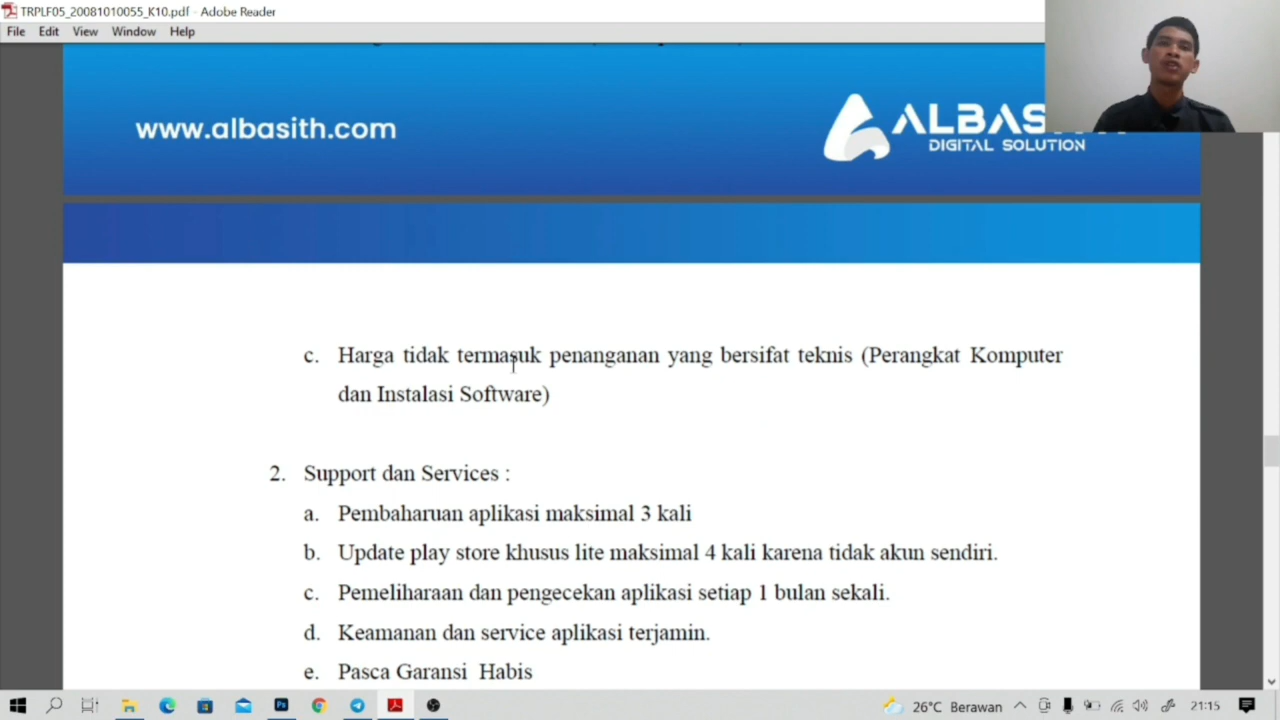 TRPLF05_20081010055_K10.pdf - Adobe Reader
File Edit View Window Help
www.albasith.com
ALBAS
DIGITAL SOLUTION
c. Harga tidak termasuk penanganan yang bersifat teknis (Perangkat Komputer
dan Instalasi Software)
2. Support dan Services :
a. Pembaharuan aplikasi maksimal 3 kali
b. Update play store khusus lite maksimal 4 kali karena tidak akun sendiri.
c. Pemeliharaan dan pengecekan aplikasi setiap 1 bulan sekali.
d. Keamanan dan service aplikasi terjamin.
e. Pasca Garansi Habis
26°C Berawan 21:15